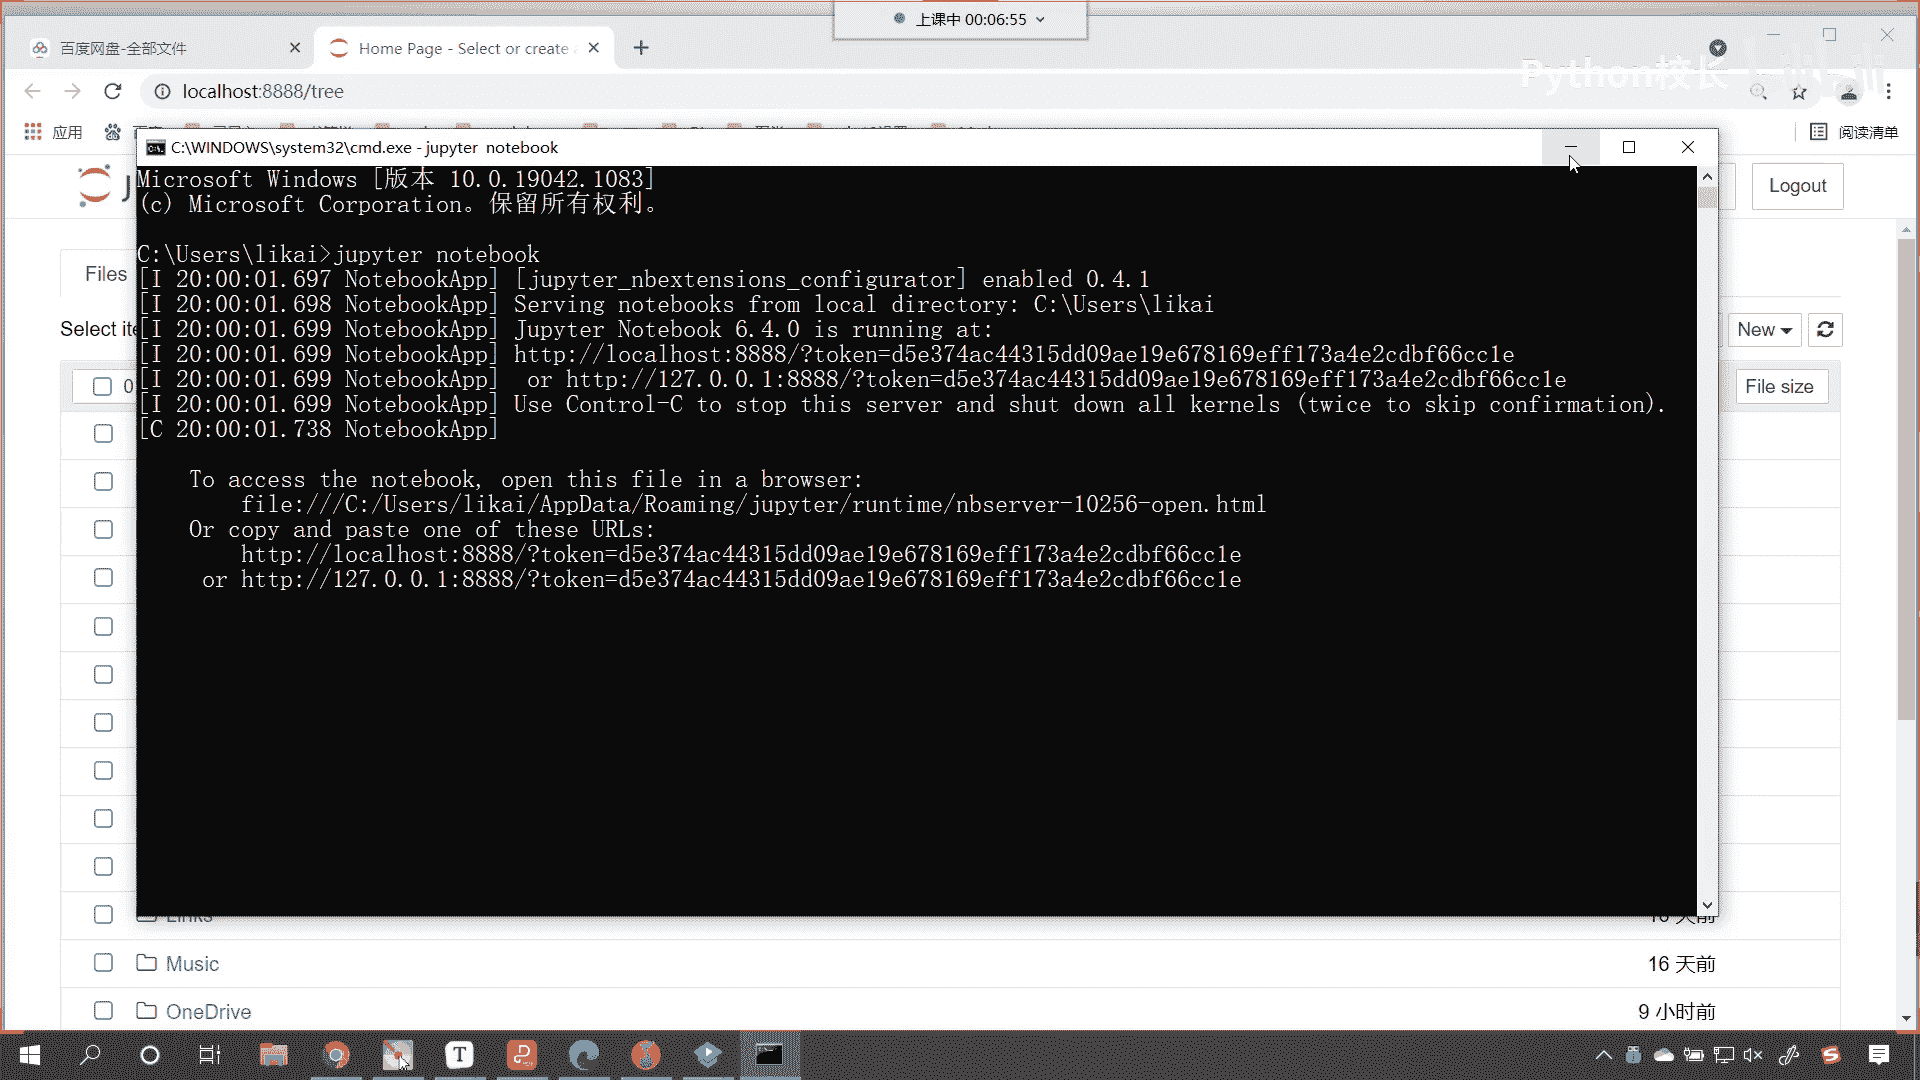 上课中 00:06:55
百度网盘-全部文件
Home Page - Select or create
Python校长
localhost:8888/tree
应用
阅读清单
C:\WINDOWS\system32\cmd.exe - jupyter notebook
Microsoft Windows [版本 10.0.19042.1083]
(c) Microsoft Corporation。保留所有权利。
Logout
C:\Users\likai>jupyter notebook
Files
[I 20:00:01.697 NotebookApp] [jupyter_nbextensions_configurator] enabled 0.4.1
[I 20:00:01.698 NotebookApp] Serving notebooks from local directory: C:\Users\likai
Select
[I 20:00:01.699 NotebookApp] Jupyter Notebook 6.4.0 is running at:
New
[I 20:00:01.699 NotebookApp] http://localhost:8888/?token=d5e374ac44315dd09ae19e678169eff173a4e2cdbf66cc1e
[I 20:00:01.699 NotebookApp]  or http://127.0.0.1:8888/?token=d5e374ac44315dd09ae19e678169eff173a4e2cdbf66cc1e
0
File size
[I 20:00:01.699 NotebookApp] Use Control-C to stop this server and shut down all kernels (twice to skip confirmation).
[C 20:00:01.738 NotebookApp]
To access the notebook, open this file in a browser:
file:///C:/Users/likai/AppData/Roaming/jupyter/runtime/nbserver-10256-open.html
Or copy and paste one of these URLs:
http://localhost:8888/?token=d5e374ac44315dd09ae19e678169eff173a4e2cdbf66cc1e
or http://127.0.0.1:8888/?token=d5e374ac44315dd09ae19e678169eff173a4e2cdbf66cc1e
Links
16 天前
Music
16 天前
OneDrive
9 小时前